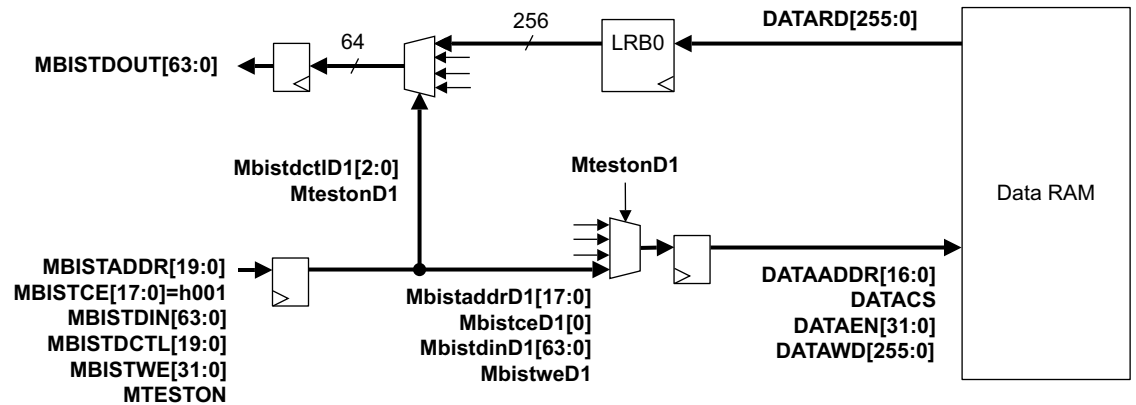 DATARD[255:0]
64
256
LRB0
MBISTDOUT[63:0]
MbistdctlD1[2:0]
MtestonD1
MtestonD1
Data RAM
MBISTADDR[19:0]
MBISTCE[17:0]=h001
MBISTDIN[63:0]
MBISTDCTL[19:0]
MBISTWE[31:0]
MTESTON
MbistaddrD1[17:0]
MbistceD1[0]
MbistdinD1[63:0]
MbistweD1
DATAADDR[16:0]
DATACS
DATAEN[31:0]
DATAWD[255:0]